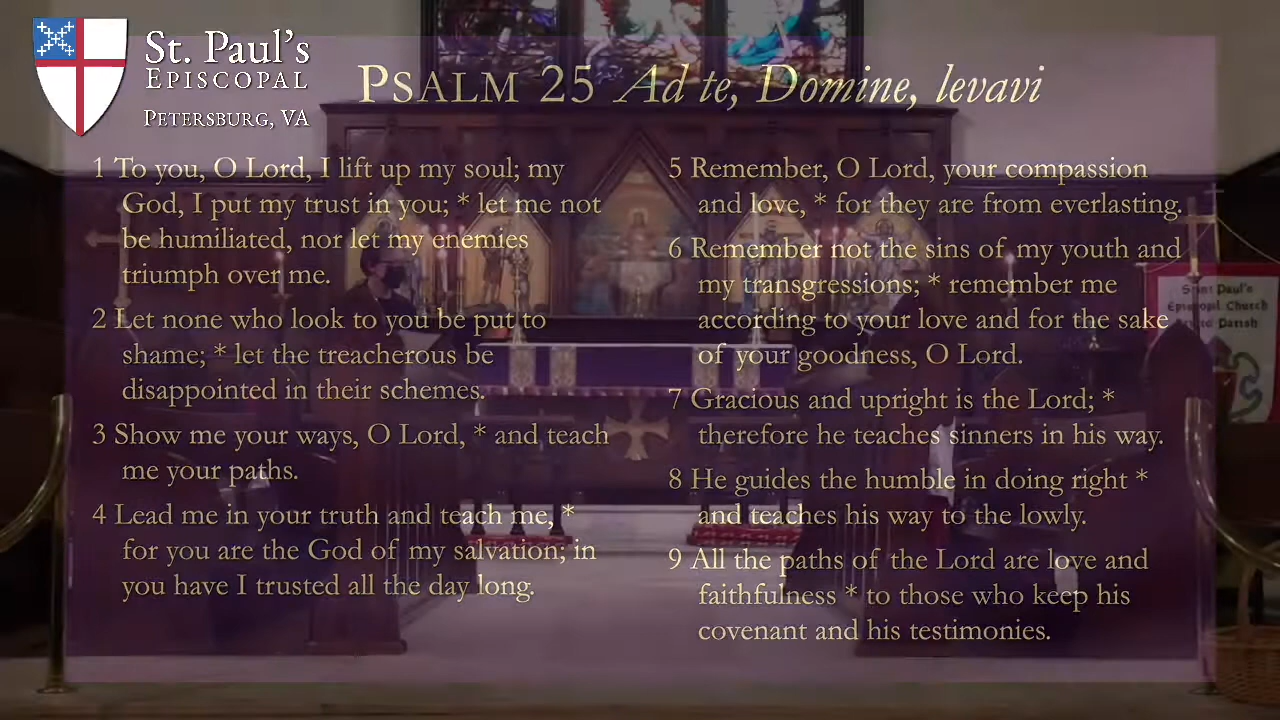 St. Paul's
Episcopal
Petersburg, VA
Psalm 25 Ad te, Domine, levavi
1 To you, O Lord, I lift up my soul; my
God, I put my trust in you; * let me not
be humiliated, nor let my enemies
triumph over me.
2 Let none who look to you be put to
shame; * let the treacherous be
disappointed in their schemes.
3 Show me your ways, O Lord, * and teach
me your paths.
4 Lead me in your truth and teach me, *
for you are the God of my salvation; in
you have I trusted all the day long.
5 Remember, O Lord, your compassion
and love, * for they are from everlasting.
6 Remember not the sins of my youth and
my transgressions; * remember me
according to your love and for the sake
of your goodness, O Lord.
7 Gracious and upright is the Lord; *
therefore he teaches sinners in his way.
8 He guides the humble in doing right *
and teaches his way to the lowly.
9 All the paths of the Lord are love and
faithfulness * to those who keep his
covenant and his testimonies.
Saint Paul's
Episcopal Church
Parish